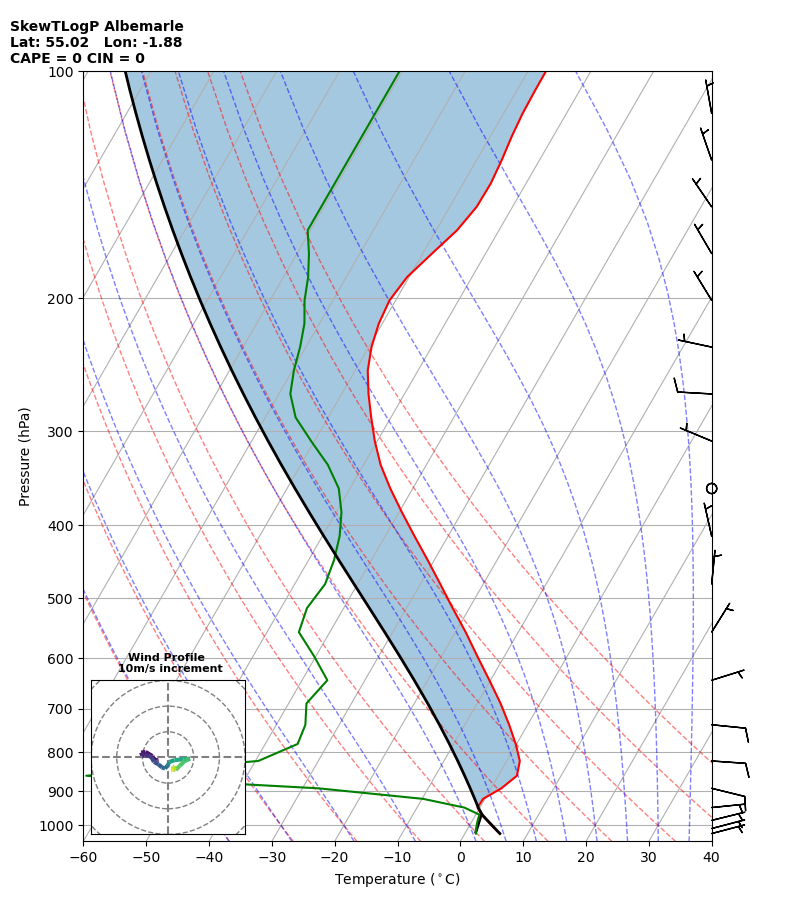 SkewTLogP Albemarle
Lat: 55.02   Lon: -1.88
CAPE = 0 CIN = 0
100
200
300
400
500
600
700
800
900
1000
Pressure (hPa)
Wind Profile
10m/s increment
−60 −50 −40 −30 −20 −10 0 10 20 30 40
Temperature (°C)